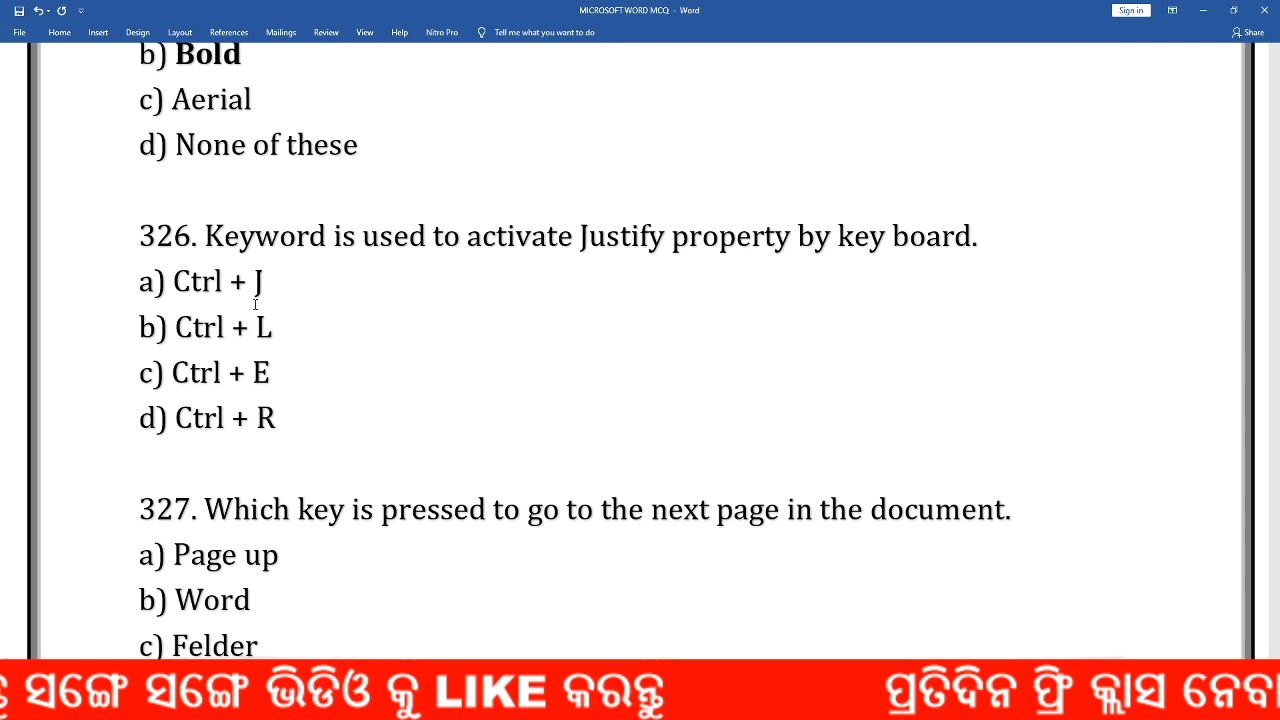 MICROSOFT WORD MCQ - Word
Sign in
File Home Insert Design Layout References Mailings Review View Help Nitro Pro Tell me what you want to do Share
b) Bold
c) Aerial
d) None of these
326. Keyword is used to activate Justify property by key board.
a) Ctrl + J
b) Ctrl + L
c) Ctrl + E
d) Ctrl + R
327. Which key is pressed to go to the next page in the document.
a) Page up
b) Word
c) Felder
ସଙ୍ଗେ ସଙ୍ଗେ ଭିଡିଓ କୁ LIKE କରନ୍ତୁ ପ୍ରତିଦିନ ଫ୍ରି କ୍ଲାସ ନେବା